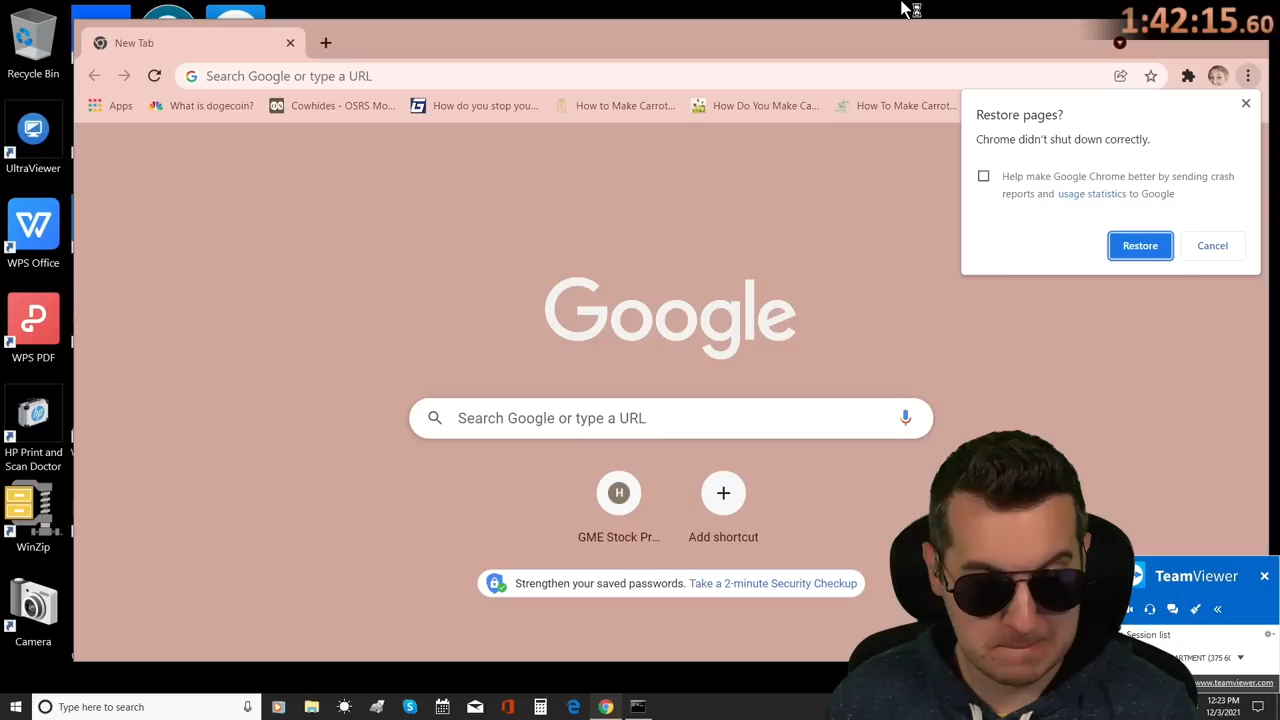 1:42:15.60
Recycle Bin
UltraViewer
WPS Office
WPS PDF
HP Print and
Scan Doctor
WinZip
Camera
New Tab
Search Google or type a URL
Apps
What is dogecoin?
Cowhides - OSRS Mo...
How do you stop you...
How to Make Carrot...
How Do You Make Ca...
How To Make Carrot...
Restore pages?
Chrome didn't shut down correctly.
Help make Google Chrome better by sending crash
reports and usage statistics to Google
Restore
Cancel
Google
Search Google or type a URL
H
GME Stock Pr...
Add shortcut
Strengthen your saved passwords. Take a 2-minute Security Checkup
TeamViewer
Session list
ARTMENT (375 60
www.teamviewer.com
Type here to search
12:23 PM
12/3/2021